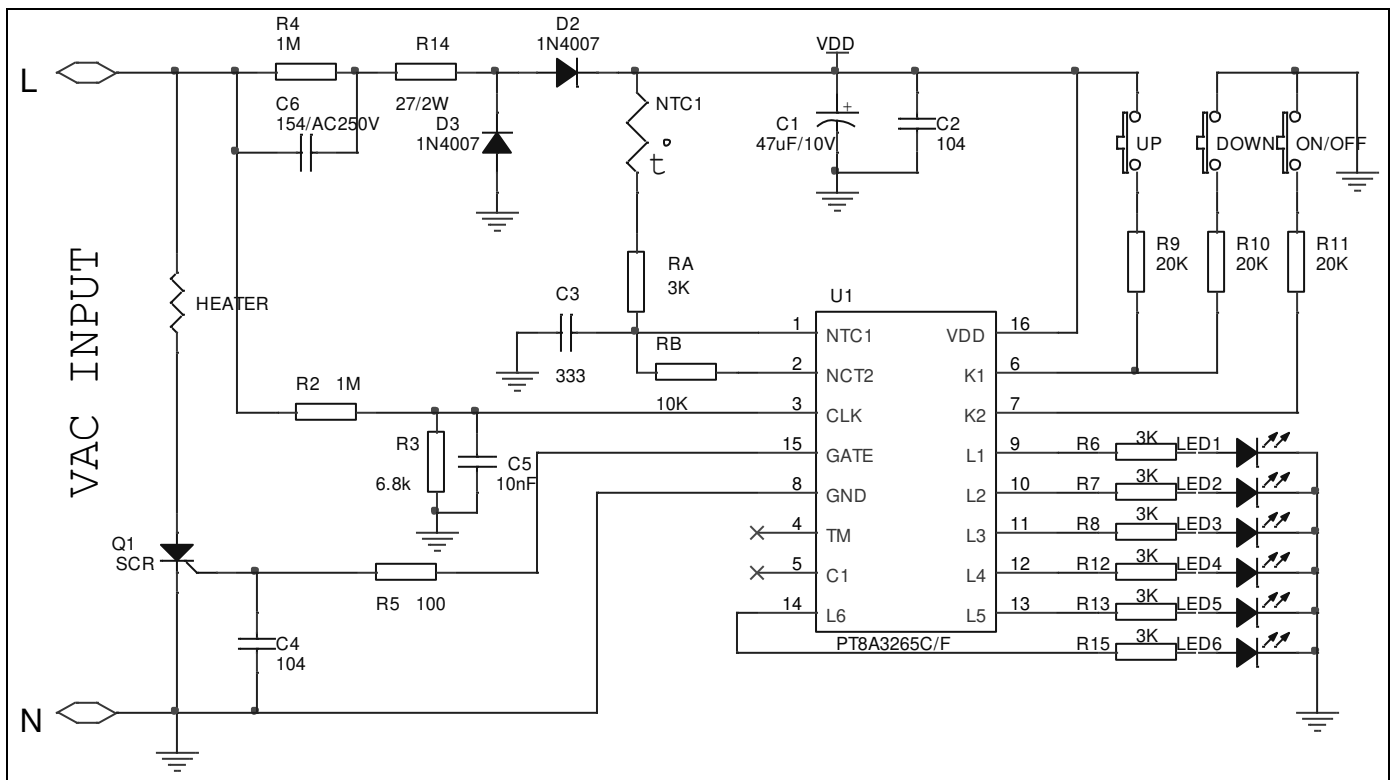 R4
1M
R14
D2
1N4007
VDD
L
C6
154/AC250V
27/2W
D3
1N4007
NTC1
t°
C1
47uF/10V
+
C2
104
UP
DOWN
ON/OFF
R9
20K
R10
20K
R11
20K
VAC INPUT
HEATER
RA
3K
C3
333
RB
10K
U1
1
NTC1
2
NCT2
3
CLK
15
GATE
8
GND
4
TM
5
C1
14
L6
VDD
16
K1
6
K2
7
L1
9
L2
10
L3
11
L4
12
L5
13
PT8A3265C/F
R2 1M
R3
6.8k
C5
10nF
R6
3K
LED1
R7
3K
LED2
R8
3K
LED3
R12
3K
LED4
R13
3K
LED5
R15
3K
LED6
Q1
SCR
R5 100
C4
104
N